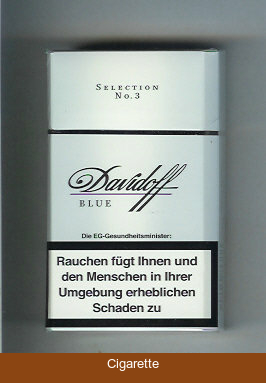 SELECTION
No. 3
Davidoff
BLUE
Die EG-Gesundheitsminister:
Rauchen fügt Ihnen und
den Menschen in Ihrer
Umgebung erheblichen
Schaden zu
Cigarette